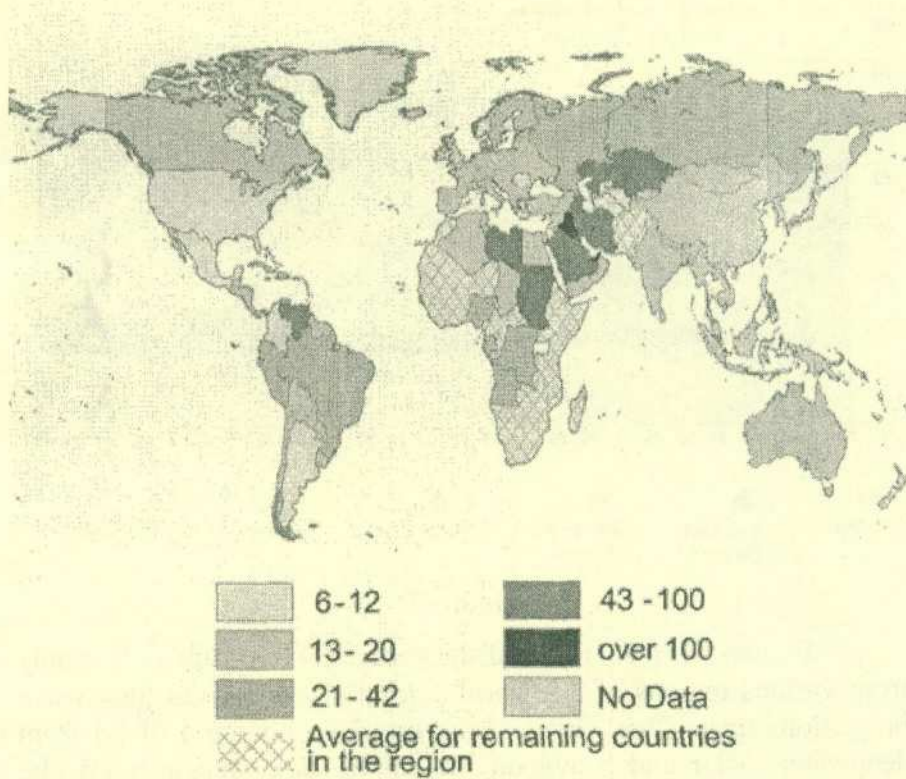 6-12
13-20
21-42
43 -100
over 100
No Data
Average for remaining countries
in the region